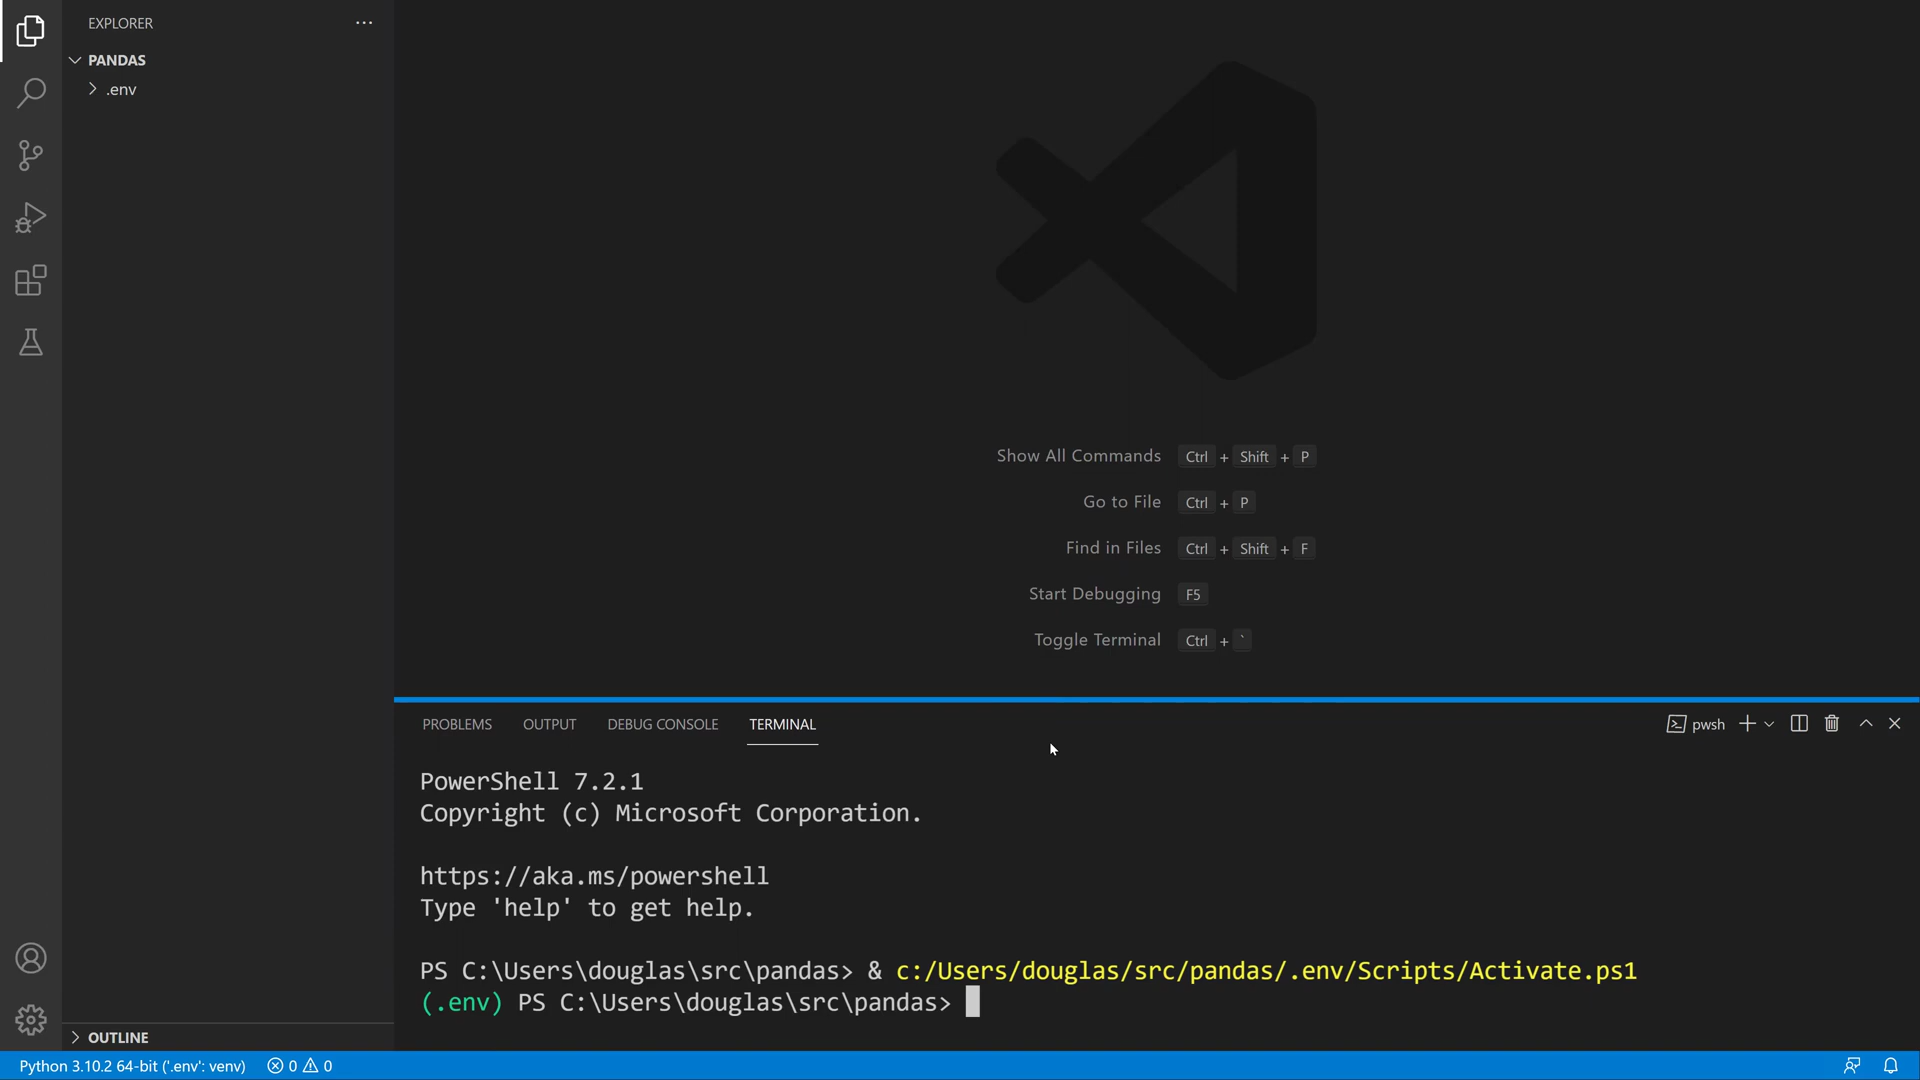 EXPLORER
PANDAS
.env
OUTLINE
Show All Commands Ctrl + Shift + P
Go to File Ctrl + P
Find in Files Ctrl + Shift + F
Start Debugging F5
Toggle Terminal Ctrl + `
PROBLEMS OUTPUT DEBUG CONSOLE TERMINAL pwsh
PowerShell 7.2.1
Copyright (c) Microsoft Corporation.
https://aka.ms/powershell
Type 'help' to get help.
PS C:\Users\douglas\src\pandas> & c:/Users/douglas/src/pandas/.env/Scripts/Activate.ps1
(.env) PS C:\Users\douglas\src\pandas>
Python 3.10.2 64-bit ('.env': venv) 0 0